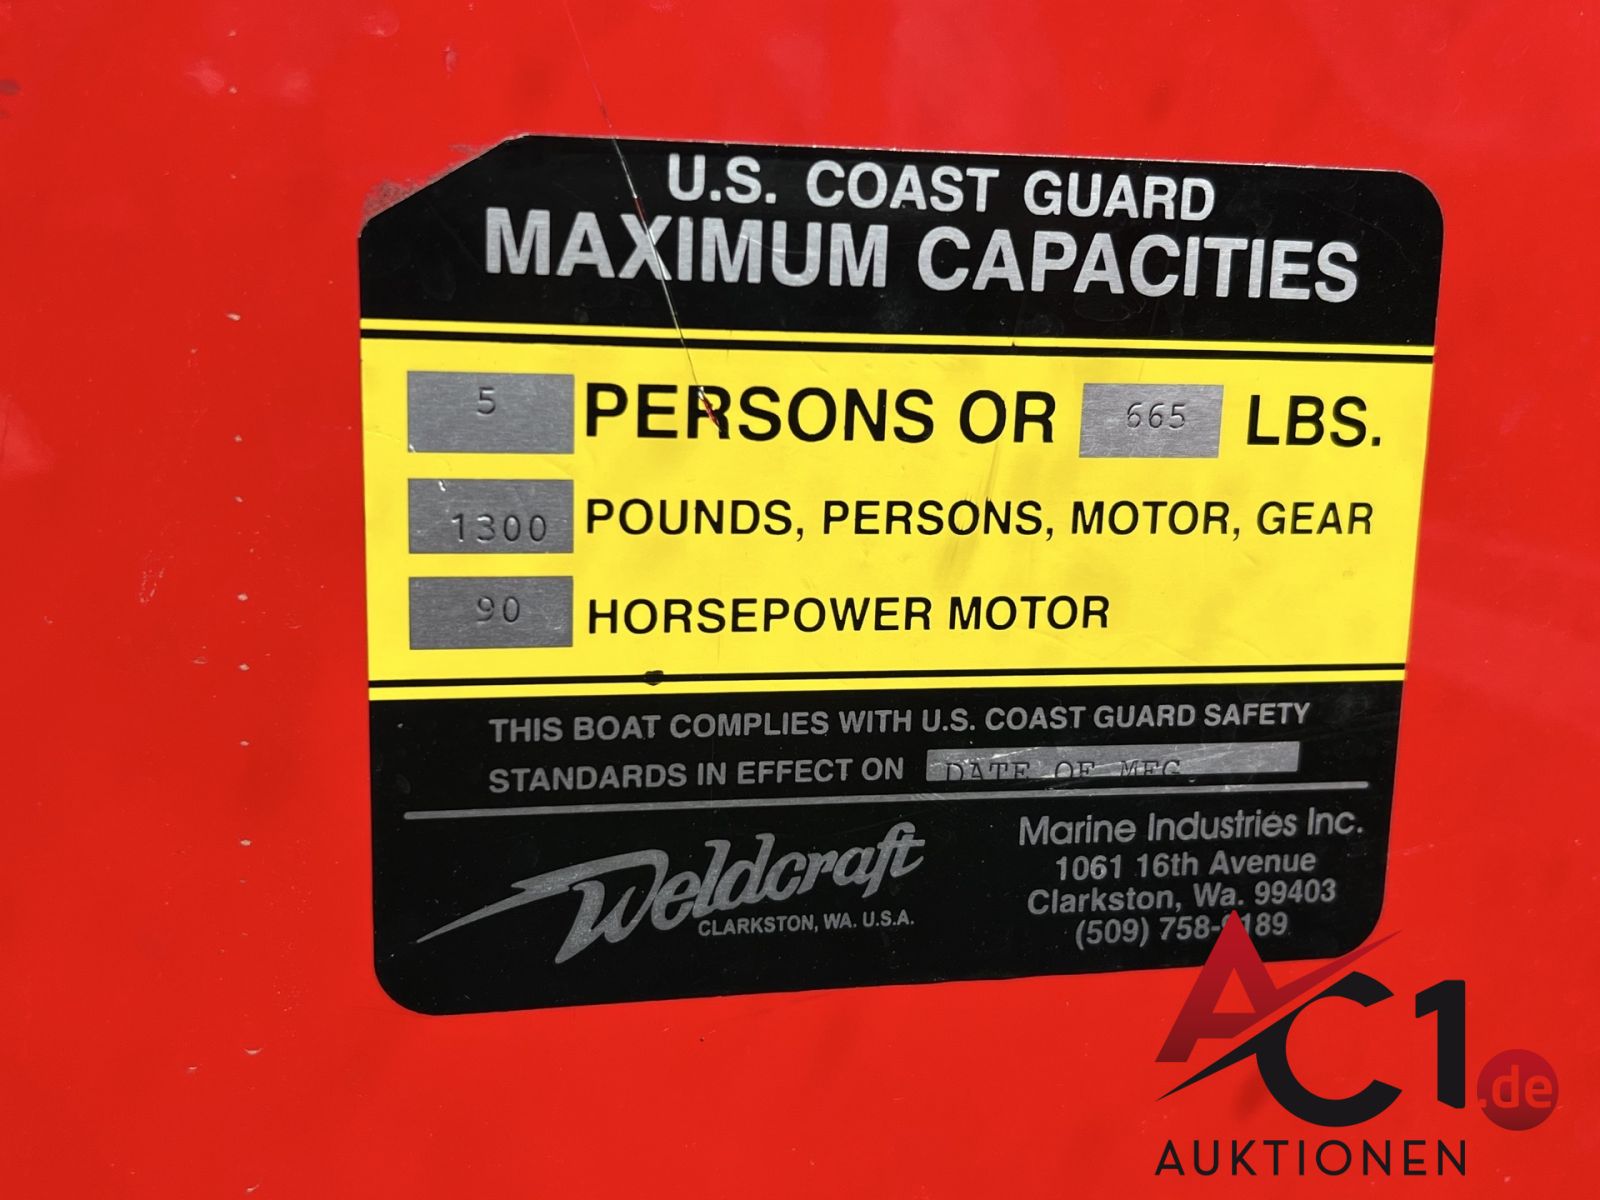 U.S. COAST GUARD
MAXIMUM CAPACITIES
5 PERSONS OR 665 LBS.
1300 POUNDS, PERSONS, MOTOR, GEAR
90 HORSEPOWER MOTOR
THIS BOAT COMPLIES WITH U.S. COAST GUARD SAFETY
STANDARDS IN EFFECT ON DATE OF MFG
Weldcraft
CLARKSTON, WA. U.S.A.
Marine Industries Inc.
1061 16th Avenue
Clarkston, Wa. 99403
(509)
AC1.de
AUKTIONEN